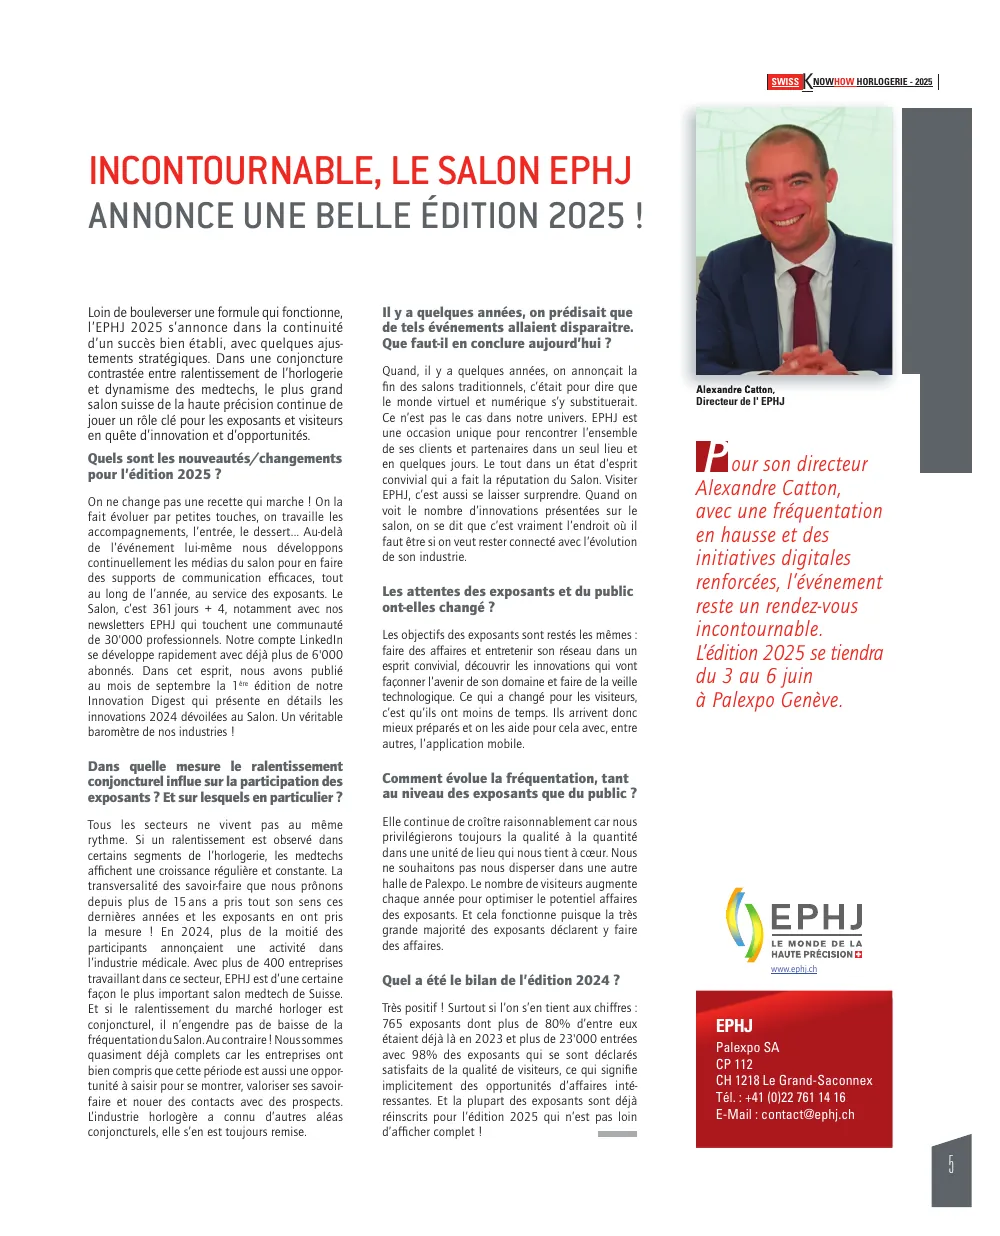 SWISS KNOWHOW HORLOGERIE - 2025
INCONTOURNABLE, LE SALON EPHJ
ANNONCE UNE BELLE ÉDITION 2025 !
Loin de bouleverser une formule qui fonctionne,
l’EPHJ 2025 s’annonce dans la continuité
d’un succès bien établi, avec quelques ajus-
tements stratégiques. Dans une conjoncture
contrastée entre ralentissement de l’horlogerie
et dynamisme des medtechs, le plus grand
salon suisse de la haute précision continue de
jouer un rôle clé pour les exposants et visiteurs
en quête d’innovation et d’opportunités.
Quels sont les nouveautés/changements
pour l’édition 2025 ?
On ne change pas une recette qui marche ! On la
fait évoluer par petites touches, on travaille les
accompagnements, l’entrée, le dessert... Au-delà
de l’événement lui-même nous développons
continuellement les médias du salon pour en faire
des supports de communication efficaces, tout
au long de l’année, au service des exposants. Le
Salon, c’est 361 jours + 4, notamment avec nos
newsletters EPHJ qui touchent une communauté
de 30'000 professionnels. Notre compte LinkedIn
se développe rapidement avec déjà plus de 6'000
abonnés. Dans cet esprit, nous avons publié
au mois de septembre la 1ère édition de notre
Innovation Digest qui présente en détails les
innovations 2024 dévoilées au Salon. Un véritable
baromètre de nos industries !
Dans quelle mesure le ralentissement
conjoncturel influe sur la participation des
exposants ? Et sur lesquels en particulier ?
Tous les secteurs ne vivent pas au même
rythme. Si un ralentissement est observé dans
certains segments de l’horlogerie, les medtechs
affichent une croissance régulière et constante. La
transversalité des savoir-faire que nous prônons
depuis plus de 15 ans a pris tout son sens ces
dernières années et les exposants en ont pris
la mesure ! En 2024, plus de la moitié des
participants annonçaient une activité dans
l’industrie médicale. Avec plus de 400 entreprises
travaillant dans ce secteur, EPHJ est d’une certaine
façon le plus important salon medtech de Suisse.
Et si le ralentissement du marché horloger est
conjoncturel, il n’engendre pas de baisse de la
fréquentation du Salon. Au contraire ! Nous sommes
quasiment déjà complets car les entreprises ont
bien compris que cette période est aussi une oppor-
tunité à saisir pour se montrer, valoriser ses savoir-
faire et nouer des contacts avec des prospects.
L’industrie horlogère a connu d’autres aléas
conjoncturels, elle s’en est toujours remise.
Il y a quelques années, on prédisait que
de tels événements allaient disparaitre.
Que faut-il en conclure aujourd’hui ?
Quand, il y a quelques années, on annonçait la
fin des salons traditionnels, c’était pour dire que
le monde virtuel et numérique s’y substituerait.
Ce n’est pas le cas dans notre univers. EPHJ est
une occasion unique pour rencontrer l’ensemble
de ses clients et partenaires dans un seul lieu et
en quelques jours. Le tout dans un état d’esprit
convivial qui a fait la réputation du Salon. Visiter
EPHJ, c’est aussi se laisser surprendre. Quand on
voit le nombre d’innovations présentées sur le
salon, on se dit que c’est vraiment l’endroit où il
faut être si on veut rester connecté avec l’évolution
de son industrie.
Les attentes des exposants et du public
ont-elles changé ?
Les objectifs des exposants sont restés les mêmes :
faire des affaires et entretenir son réseau dans un
esprit convivial, découvrir les innovations qui vont
façonner l’avenir de son domaine et faire de la veille
technologique. Ce qui a changé pour les visiteurs,
c’est qu’ils ont moins de temps. Ils arrivent donc
mieux préparés et on les aide pour cela avec, entre
autres, l’application mobile.
Comment évolue la fréquentation, tant
au niveau des exposants que du public ?
Elle continue de croître raisonnablement car nous
privilégierons toujours la qualité à la quantité
dans une unité de lieu qui nous tient à cœur. Nous
ne souhaitons pas nous disperser dans une autre
halle de Palexpo. Le nombre de visiteurs augmente
chaque année pour optimiser le potentiel affaires
des exposants. Et cela fonctionne puisque la très
grande majorité des exposants déclarent y faire
des affaires.
Quel a été le bilan de l’édition 2024 ?
Très positif ! Surtout si l’on s’en tient aux chiffres :
765 exposants dont plus de 80% d’entre eux
étaient déjà là en 2023 et plus de 23'000 entrées
avec 98% des exposants qui se sont déclarés
satisfaits de la qualité de visiteurs, ce qui signifie
implicitement des opportunités d’affaires inté-
ressantes. Et la plupart des exposants sont déjà
réinscrits pour l’édition 2025 qui n’est pas loin
d’afficher complet !
Alexandre Catton,
Directeur de l' EPHJ
Pour son directeur
Alexandre Catton,
avec une fréquentation
en hausse et des
initiatives digitales
renforcées, l’événement
reste un rendez-vous
incontournable.
L’édition 2025 se tiendra
du 3 au 6 juin
à Palexpo Genève.
EPHJ
LE MONDE DE LA
HAUTE PRÉCISION
www.ephj.ch
EPHJ
Palexpo SA
CP 112
CH 1218 Le Grand-Saconnex
Tél. : +41 (0)22 761 14 16
E-Mail : contact@ephj.ch
5